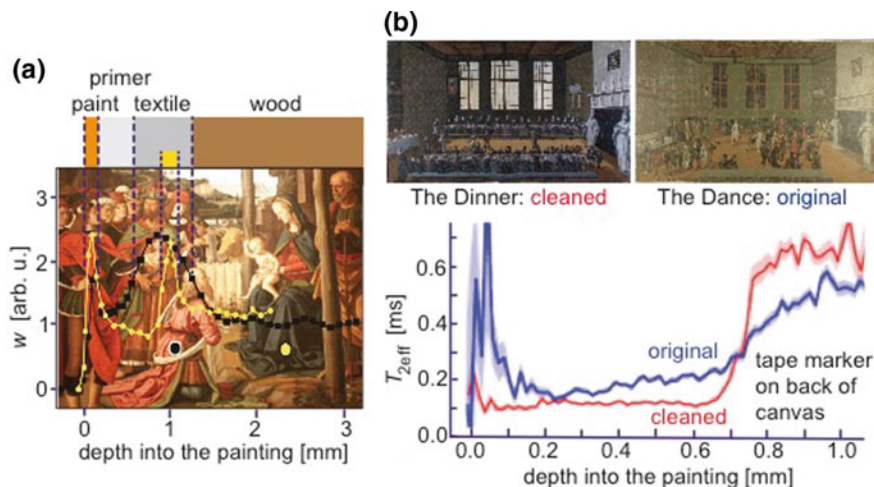 (a)
primer
paint textile wood
3
2
1
0
w [arb. u.]
0 1 2 3
depth into the painting [mm]
(b)
The Dinner: cleaned
The Dance: original
0.6
0.4
0.2
0.0
T2eff [ms]
original
cleaned
tape marker
on back of
canvas
0.0 0.2 0.4 0.6 0.8 1.0
depth into the painting [mm]